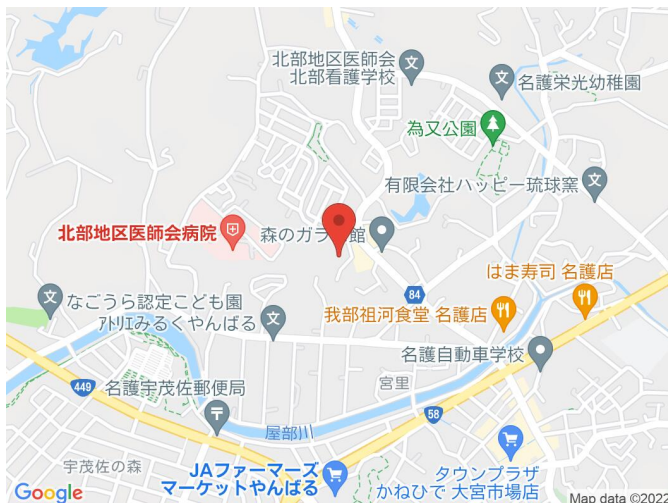 北部地区医師会
北部看護学校
名護栄光幼稚園
為又公園
有限会社ハッピー琉球窯
北部地区医師会病院
森のガラ
館
はま寿司 名護店
84
なごうら認定こども園
アトリエみるくやんばる
我部祖河食堂 名護店
名護自動車学校
449
名護宇茂佐郵便局
宮里
58
屋部川
宇茂佐の森
JAファーマーズ
マーケットやんばる
タウンプラザ
かねひで 大宮市場店
Google
Map data ©2022